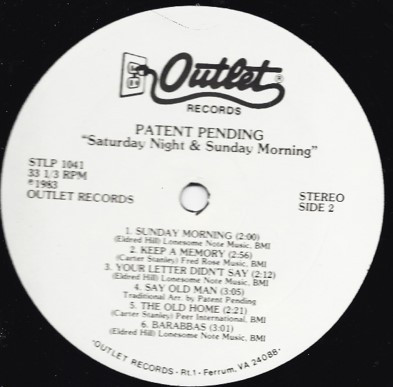 Outlet®
RECORDS
PATENT PENDING
"Saturday Night & Sunday Morning"
STLP 1041
33 1/3 RPM
℗1983
OUTLET RECORDS
STEREO
SIDE 2
1. SUNDAY MORNING (2:00)
(Eldred Hill) Lonesome Note Music, BMI
2. KEEP A MEMORY (2:56)
(Carter Stanley) Fred Rose Music, BMI
3. YOUR LETTER DIDN'T SAY (2:12)
(Eldred Hill) Lonesome Note Music, BMI
4. SAY OLD MAN (3:05)
Traditional Arr. by Patent Pending
5. THE OLD HOME (2:21)
(Carter Stanley) Peer International, BMI
6. BARABBAS (3:01)
(Eldred Hill) Lonesome Note Music, BMI
"OUTLET RECORDS - Rt.1 - Ferrum, VA 24088"